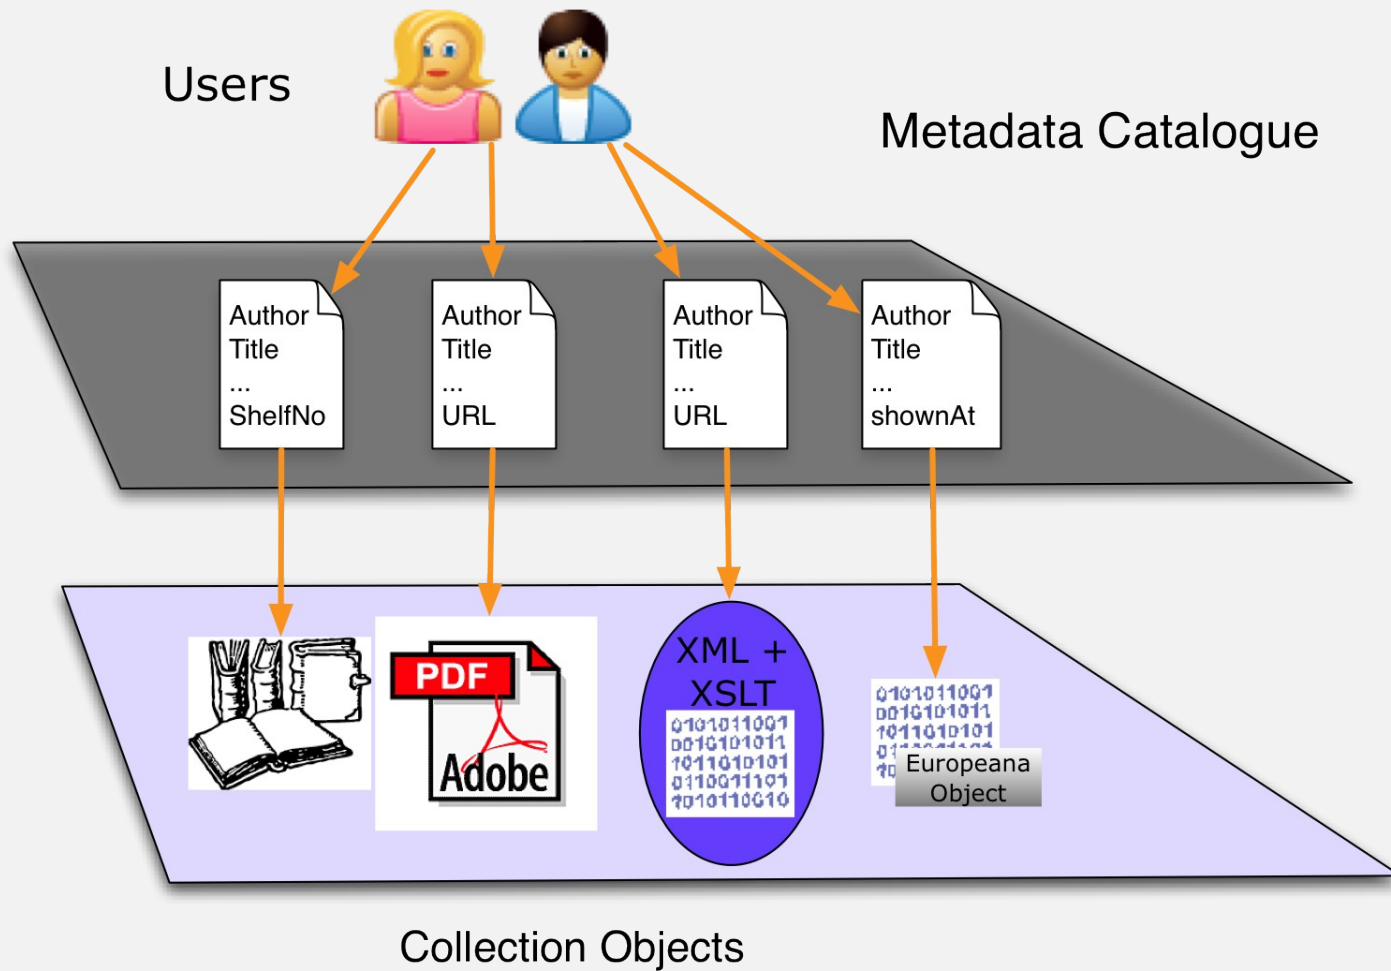 Users
Metadata Catalogue
Author
Title
...
ShelfNo
Author
Title
...
URL
Author
Title
...
URL
Author
Title
...
shownAt
PDF
Adobe
XML +
XSLT
0101011001
0010101011
1011010101
0110011101
1010110010
0101011001
0010101011
1011010101
Europeana
Object
Collection Objects